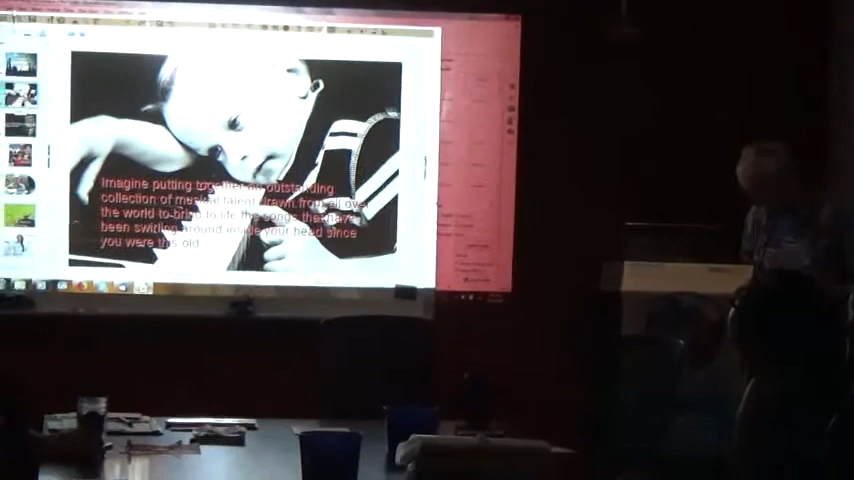 Imagine putting together an outstanding
collection of musical talent drawn from all over
the world to bring to life the songs that have
been swirling around inside your head since
you were this old